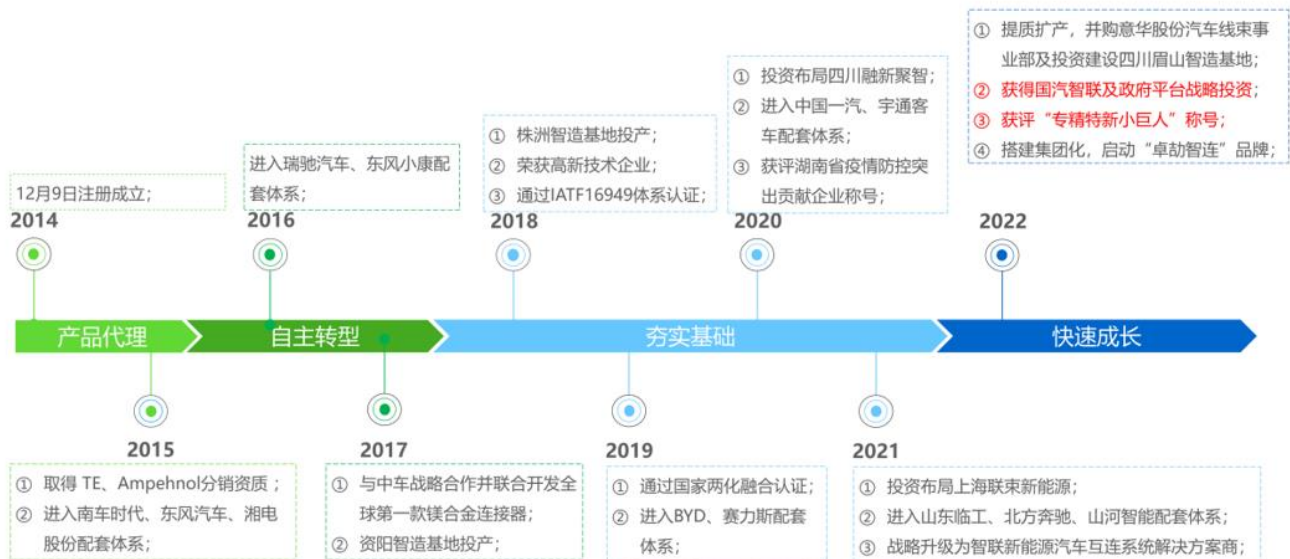 12月9日注册成立；
2014
进入瑞驰汽车、东风小康配
套体系；
2016
① 株洲智造基地投产；
② 荣获高新技术企业；
③ 通过IATF16949体系认证；
2018
① 投资布局四川融新聚智；
② 进入中国一汽、宇通客
车配套体系；
③ 获评湖南省疫情防控突
出贡献企业称号；
2020
① 提质扩产，并购意华股份汽车线束事
业部及投资建设四川眉山智造基地；
② 获得国汽智联及政府平台战略投资；
③ 获评“专精特新小巨人”称号；
④ 搭建集团化，启动“卓劼智连”品牌；
2022
产品代理
自主转型
夯实基础
快速成长
2015
① 取得 TE、Ampehnol分销资质；
② 进入南车时代、东风汽车、湘电
股份配套体系；
2017
① 与中车战略合作并联合开发全
球第一款镁合金连接器；
② 资阳智造基地投产；
2019
① 通过国家两化融合认证；
② 进入BYD、赛力斯配套
体系；
2021
① 投资布局上海联束新能源；
② 进入山东临工、北方奔驰、山河智能配套体系；
③ 战略升级为智联新能源汽车互连系统解决方案商；